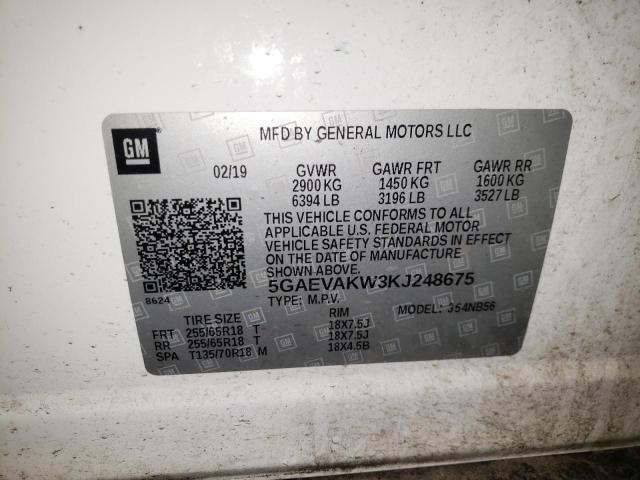 GM
MFD BY GENERAL MOTORS LLC
02/19 GVWR GAWR FRT GAWR RR
2900 KG 1450 KG 1600 KG
6394 LB 3196 LB 3527 LB
THIS VEHICLE CONFORMS TO ALL
APPLICABLE U.S. FEDERAL MOTOR
VEHICLE SAFETY STANDARDS IN EFFECT
ON THE DATE OF MANUFACTURE
SHOWN ABOVE.
8624
5GAEVAKW3KJ248675
TYPE: M.P.V. MODEL: 354NB56
TIRE SIZE RIM
FRT 255/65R18 T 18X7.5J
RR 255/65R18 T 18X7.5J
SPA T135/70R18 M 18X4.5B